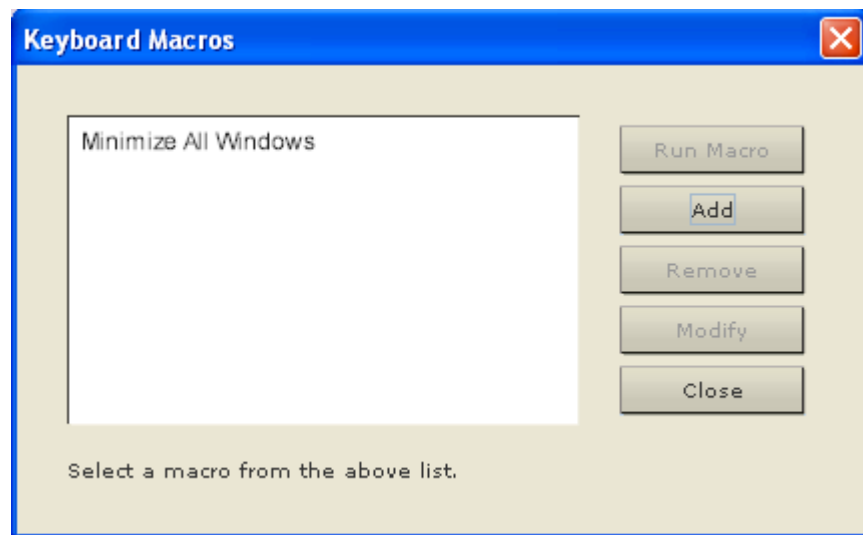 Keyboard Macros
Minimize All Windows
Run Macro
Add
Remove
Modify
Close
Select a macro from the above list.